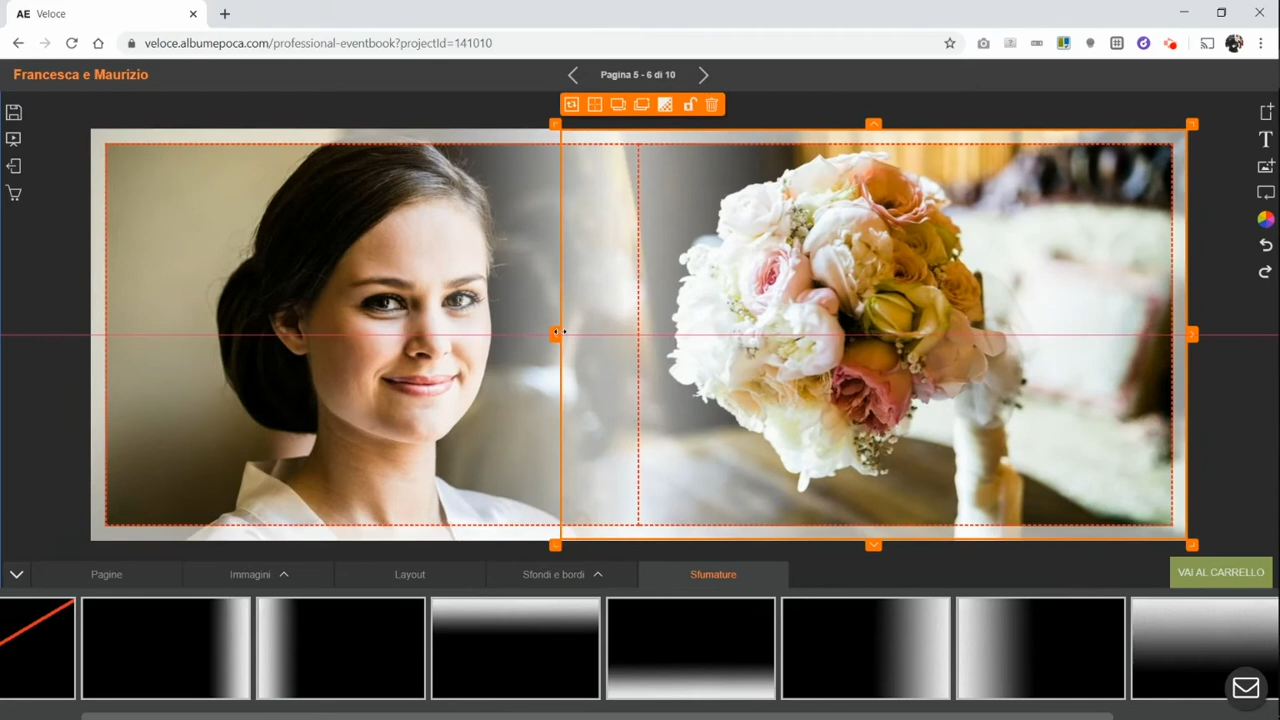 AE Veloce
veloce.albumepoca.com/professional-eventbook?projectId=141010
Francesca e Maurizio
Pagina 5 - 6 di 10
Pagine
Immagini
Layout
Sfondi e bordi
Sfumature
VAI AL CARRELLO